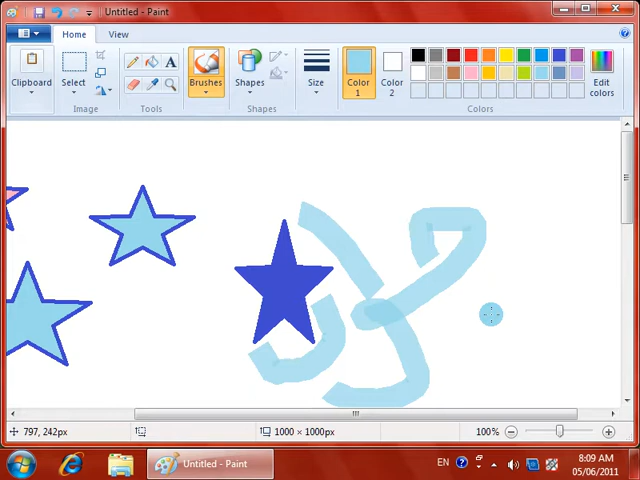 Untitled - Paint
Home View
Clipboard Select Brushes Shapes Size Color 1 Color 2 Edit colors
Image Tools Shapes Colors
797, 242px 1000 × 1000px 100%
Untitled - Paint EN 8:09 AM
05/06/2011